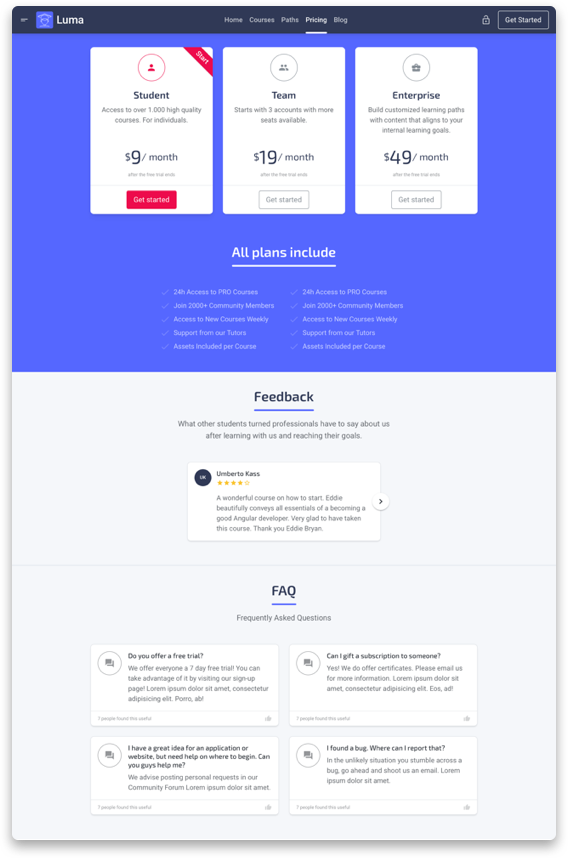 Luma
Home Courses Paths Pricing Blog
Get Started
Start
Student
Access to over 1.000 high quality
courses. For individuals.
$9/ month
after the free trial ends
Get started
Team
Starts with 3 accounts with more
seats available.
$19/ month
after the free trial ends
Get started
Enterprise
Build customized learning paths
with content that aligns to your
internal learning goals.
$49/ month
after the free trial ends
Get started
All plans include
24h Access to PRO Courses
Join 2000+ Community Members
Access to New Courses Weekly
Support from our Tutors
Assets Included per Course
24h Access to PRO Courses
Join 2000+ Community Members
Access to New Courses Weekly
Support from our Tutors
Assets Included per Course
Feedback
What other students turned professionals have to say about us
after learning with us and reaching their goals.
UK
Umberto Kass
A wonderful course on how to start. Eddie
beautifully conveys all essentials of a becoming a
good Angular developer. Very glad to have taken
this course. Thank you Eddie Bryan.
FAQ
Frequently Asked Questions
Do you offer a free trial?
We offer everyone a 7 day free trial! You can
take advantage of it by visiting our sign-up
page! Lorem ipsum dolor sit amet, consectetur
adipisicing elit. Porro, ab!
7 people found this useful
Can I gift a subscription to someone?
Yes! We do offer certificates. Please email us
for more information. Lorem ipsum dolor sit
amet, consectetur adipisicing elit. Eos, ad!
7 people found this useful
I have a great idea for an application or
website, but need help on where to begin. Can
you guys help me?
We advise posting personal requests in our
Community Forum Lorem ipsum dolor sit amet.
7 people found this useful
I found a bug. Where can I report that?
In the unlikely situation you stumble across a
bug, go ahead and shoot us an email. Lorem
ipsum dolor sit amet.
7 people found this useful